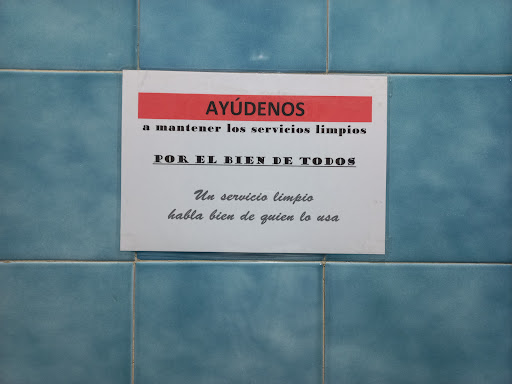 AYÚDENOS
a mantener los servicios limpios
POR EL BIEN DE TODOS
Un servicio limpio
habla bien de quien lo usa